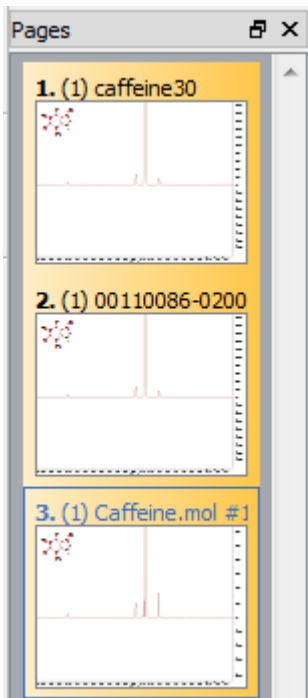 Pages
1. (1) caffeine30
2. (1) 00110086-0200
3. (1) Caffeine.mol #1